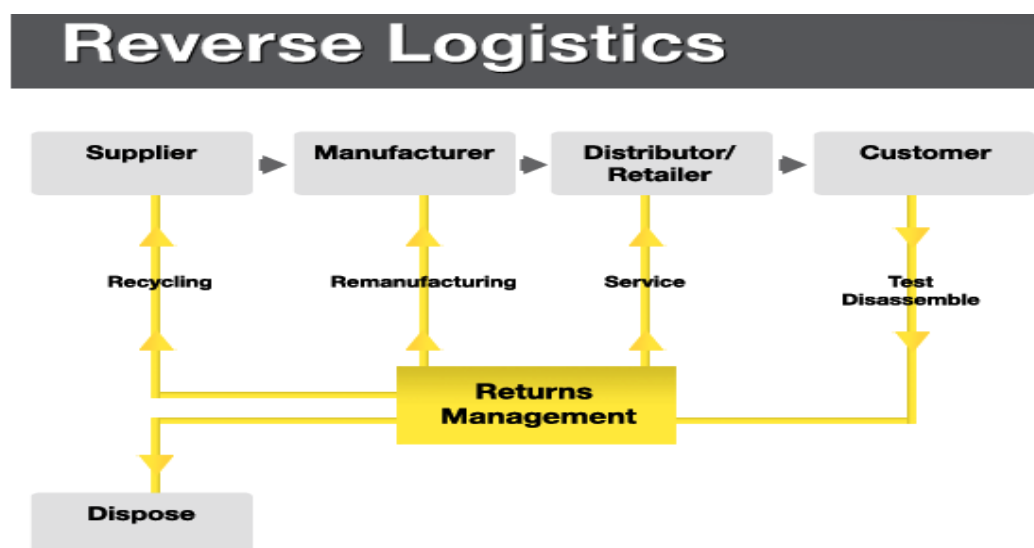 Reverse Logistics
Supplier
Manufacturer
Distributor/
Retailer
Customer
Recycling
Remanufacturing
Service
Test
Disassemble
Returns
Management
Dispose